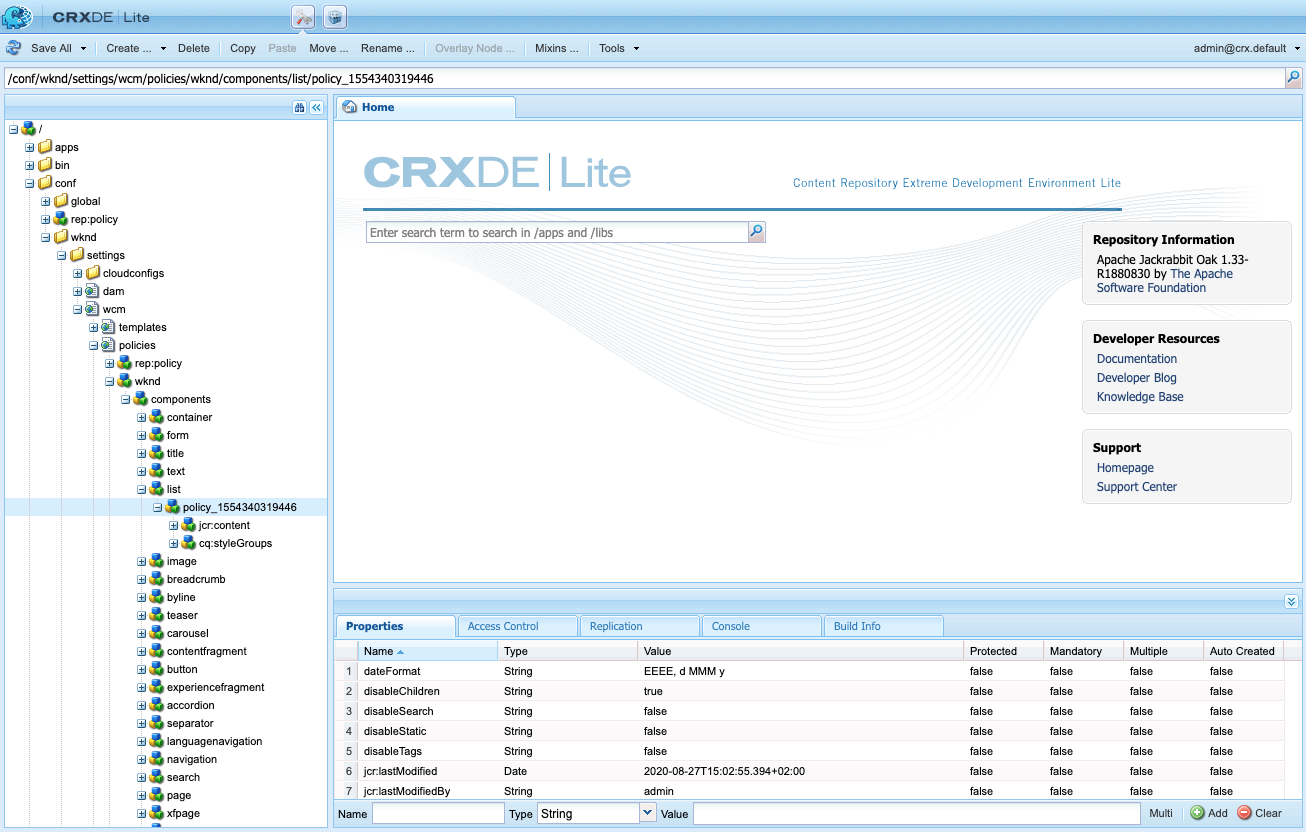 CRXDE | Lite
Save All Create ... Delete Copy Paste Move ... Rename ... Overlay Node ... Mixins ... Tools admin@crx.default
/conf/wknd/settings/wcm/policies/wknd/components/list/policy_1554340319446
/
apps
bin
conf
global
rep:policy
wknd
settings
cloudconfigs
dam
wcm
templates
policies
rep:policy
wknd
components
container
form
title
text
list
policy_1554340319446
jcr:content
cq:styleGroups
image
breadcrumb
byline
teaser
carousel
contentfragment
button
experiencefragment
accordion
separator
languagenavigation
navigation
search
page
xfpage
Home
CRXDE | Lite
Content Repository Extreme Development Environment Lite
Enter search term to search in /apps and /libs
Repository Information
Apache Jackrabbit Oak 1.33-
R1880830 by The Apache
Software Foundation
Developer Resources
Documentation
Developer Blog
Knowledge Base
Support
Homepage
Support Center
Properties Access Control Replication Console Build Info
Name Type Value Protected Mandatory Multiple Auto Created
1 dateFormat String EEEE, d MMM y false false false false
2 disableChildren String true false false false false
3 disableSearch String false false false false false
4 disableStatic String false false false false false
5 disableTags String false false false false false
6 jcr:lastModified Date 2020-08-27T15:02:55.394+02:00 false false false false
7 jcr:lastModifiedBy String admin false false false false
Name Type String Value Multi Add Clear